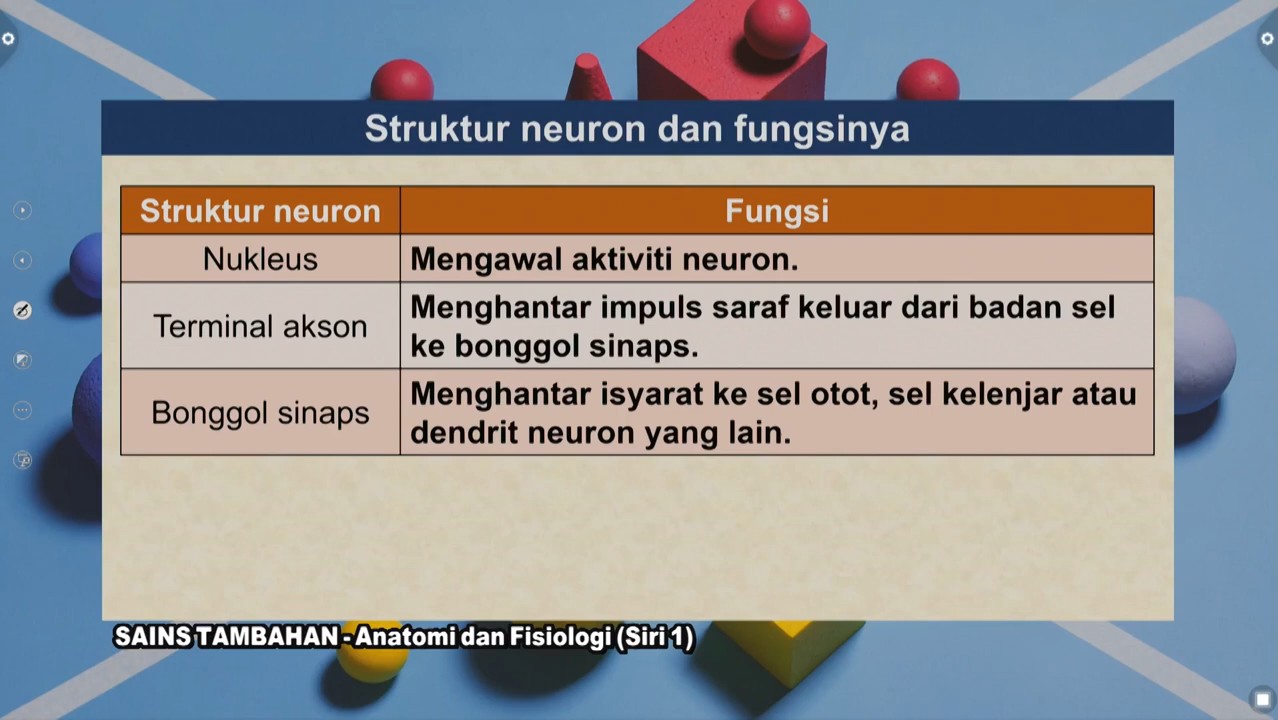 Struktur neuron dan fungsinya
Struktur neuron
Fungsi
Nukleus
Mengawal aktiviti neuron.
Terminal akson
Menghantar impuls saraf keluar dari badan sel
ke bonggol sinaps.
Bonggol sinaps
Menghantar isyarat ke sel otot, sel kelenjar atau
dendrit neuron yang lain.
SAINS TAMBAHAN - Anatomi dan Fisiologi (Siri 1)